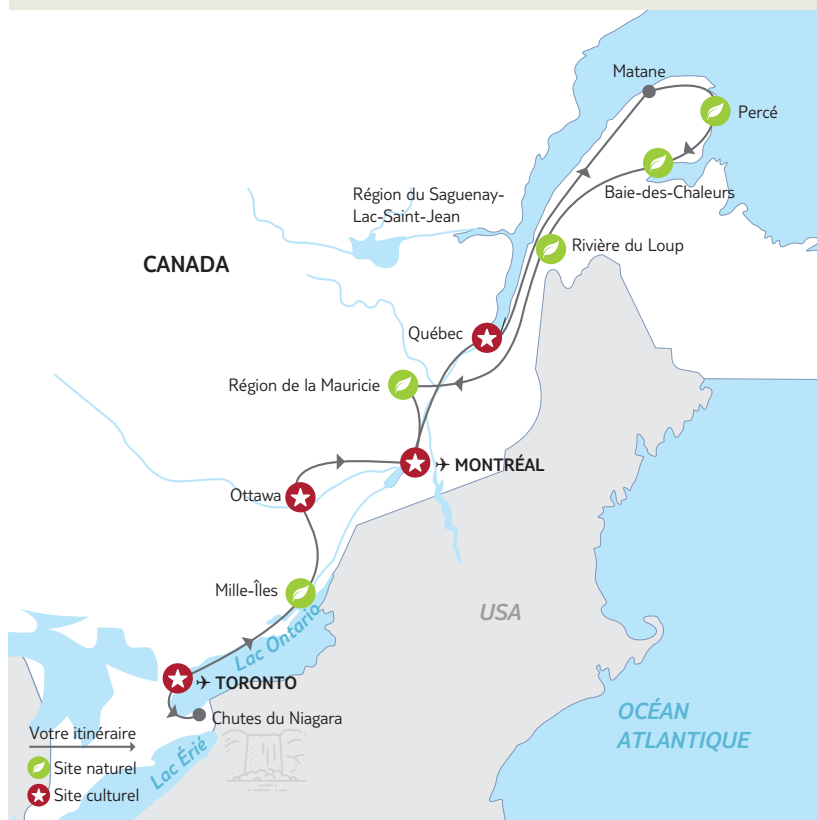 Matane
Percé
Baie-des-Chaleurs
Région du Saguenay-
Lac-Saint-Jean
Rivière du Loup
CANADA
Québec
Région de la Mauricie
MONTRÉAL
Ottawa
Mille-Îles
USA
Lac Ontario
TORONTO
Chutes du Niagara
OCÉAN
ATLANTIQUE
Lac Érié
Votre itinéraire
Site naturel
Site culturel